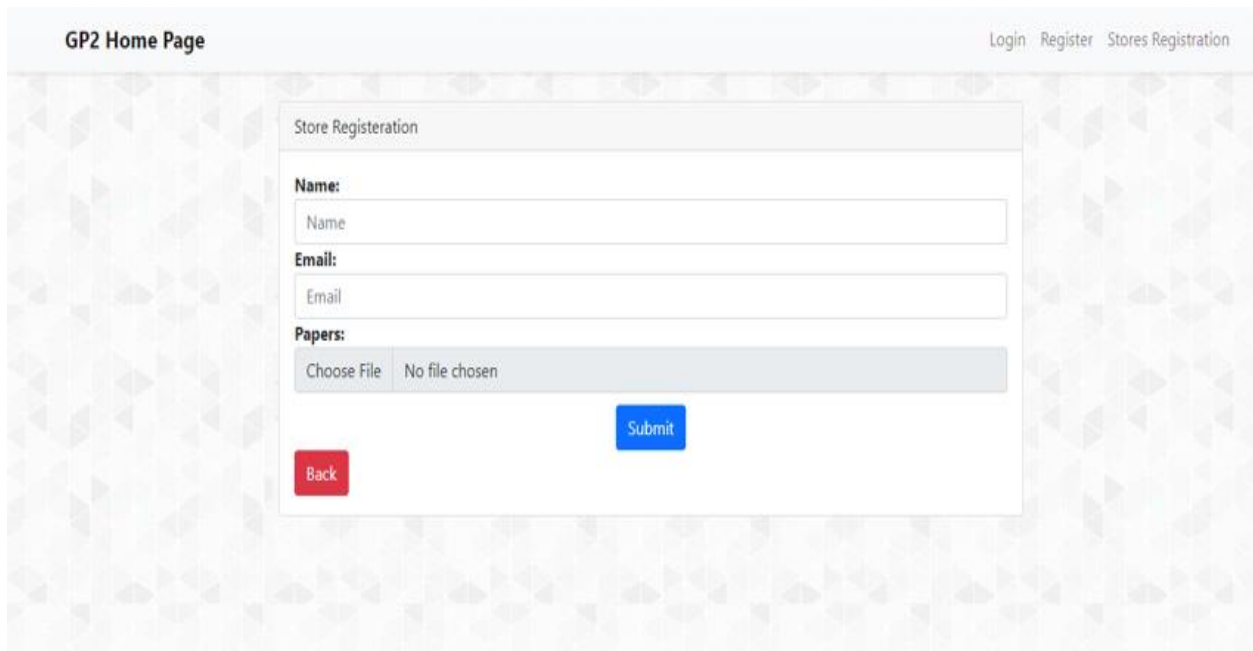 GP2 Home Page
Login Register Stores Registration
Store Registeration
Name:
Name
Email:
Email
Papers:
Choose File No file chosen
Submit
Back